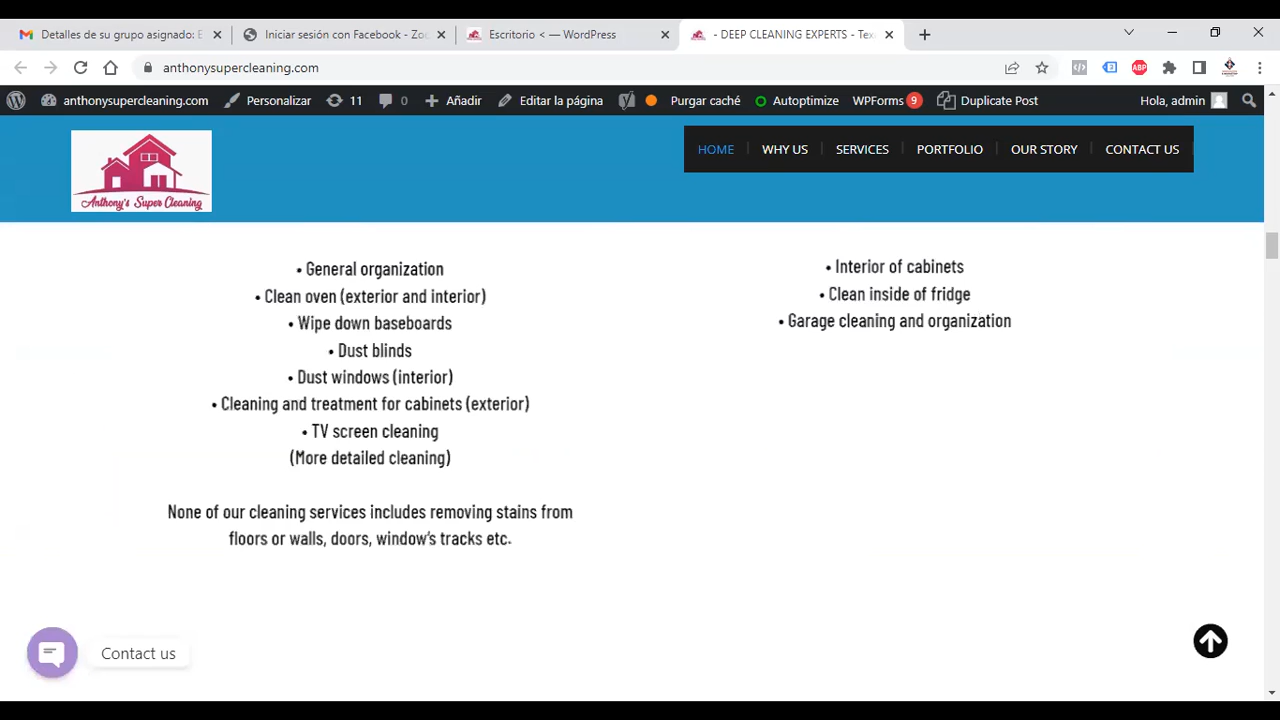 Detalles de su grupo asignado: E
Iniciar sesión con Facebook - Zoo
Escritorio < — WordPress
- DEEP CLEANING EXPERTS - Tex
anthonysupercleaning.com
ABP
anthonysupercleaning.com
Personalizar
11
0
Añadir
Editar la página
Purgar caché
Autoptimize
WPForms 9
Duplicate Post
Hola, admin
Anthony's Super Cleaning
HOME
WHY US
SERVICES
PORTFOLIO
OUR STORY
CONTACT US
• General organization
• Clean oven (exterior and interior)
• Wipe down baseboards
• Dust blinds
• Dust windows (interior)
• Cleaning and treatment for cabinets (exterior)
• TV screen cleaning
(More detailed cleaning)
None of our cleaning services includes removing stains from
floors or walls, doors, window's tracks etc.
• Interior of cabinets
• Clean inside of fridge
• Garage cleaning and organization
Contact us